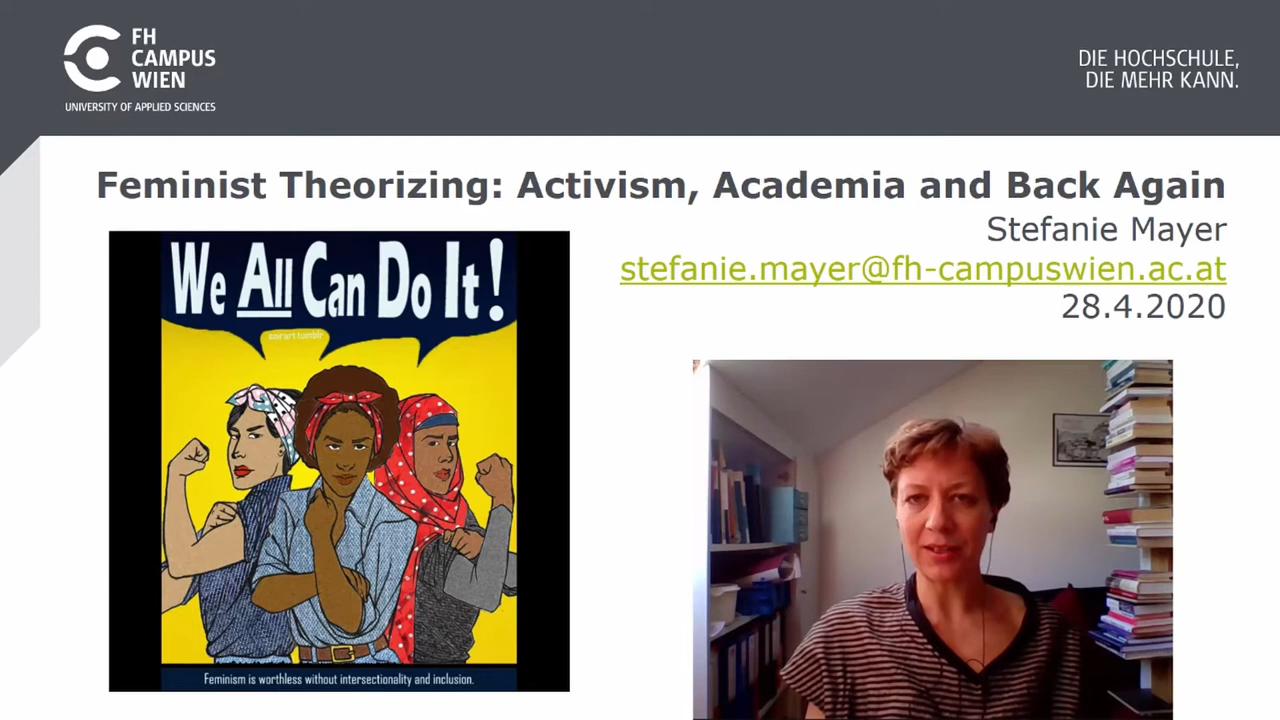 FH
CAMPUS
WIEN
UNIVERSITY OF APPLIED SCIENCES
DIE HOCHSCHULE,
DIE MEHR KANN.
Feminist Theorizing: Activism, Academia and Back Again
Stefanie Mayer
stefanie.mayer@fh-campuswien.ac.at
28.4.2020
We All Can Do It!
Feminism is worthless without intersectionality and inclusion.